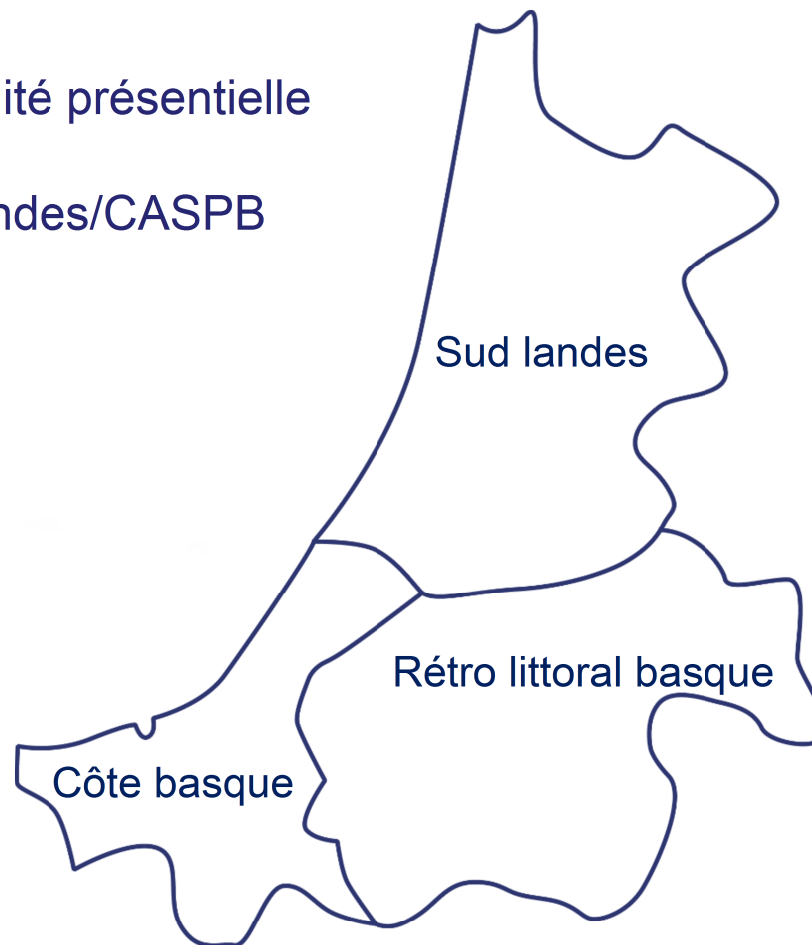 ité présentielle
ndes/CASPB
Sud landes
Rétro littoral basque
Côte basque